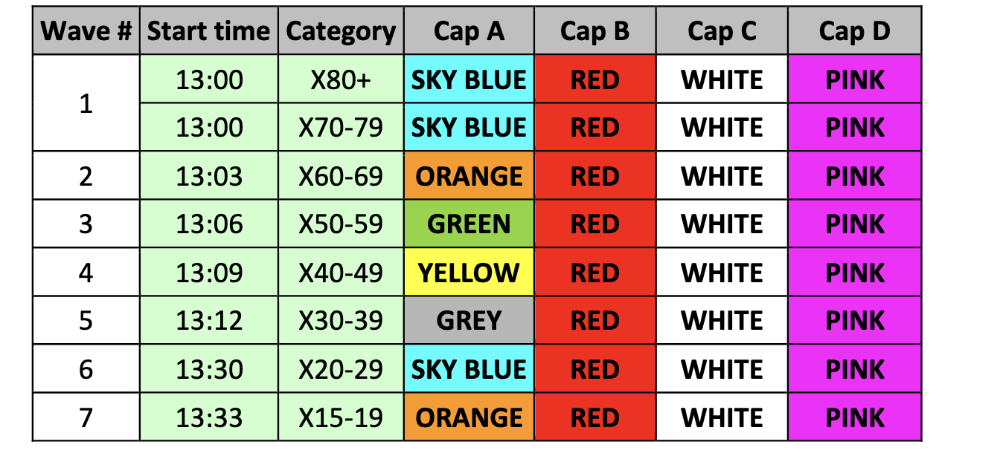 Wave # Start time Category Cap A Cap B Cap C Cap D
1
13:00 X80+ SKY BLUE RED WHITE PINK
13:00 X70-79 SKY BLUE RED WHITE PINK
2 13:03 X60-69 ORANGE RED WHITE PINK
3 13:06 X50-59 GREEN RED WHITE PINK
4 13:09 X40-49 YELLOW RED WHITE PINK
5 13:12 X30-39 GREY RED WHITE PINK
6 13:30 X20-29 SKY BLUE RED WHITE PINK
7 13:33 X15-19 ORANGE RED WHITE PINK